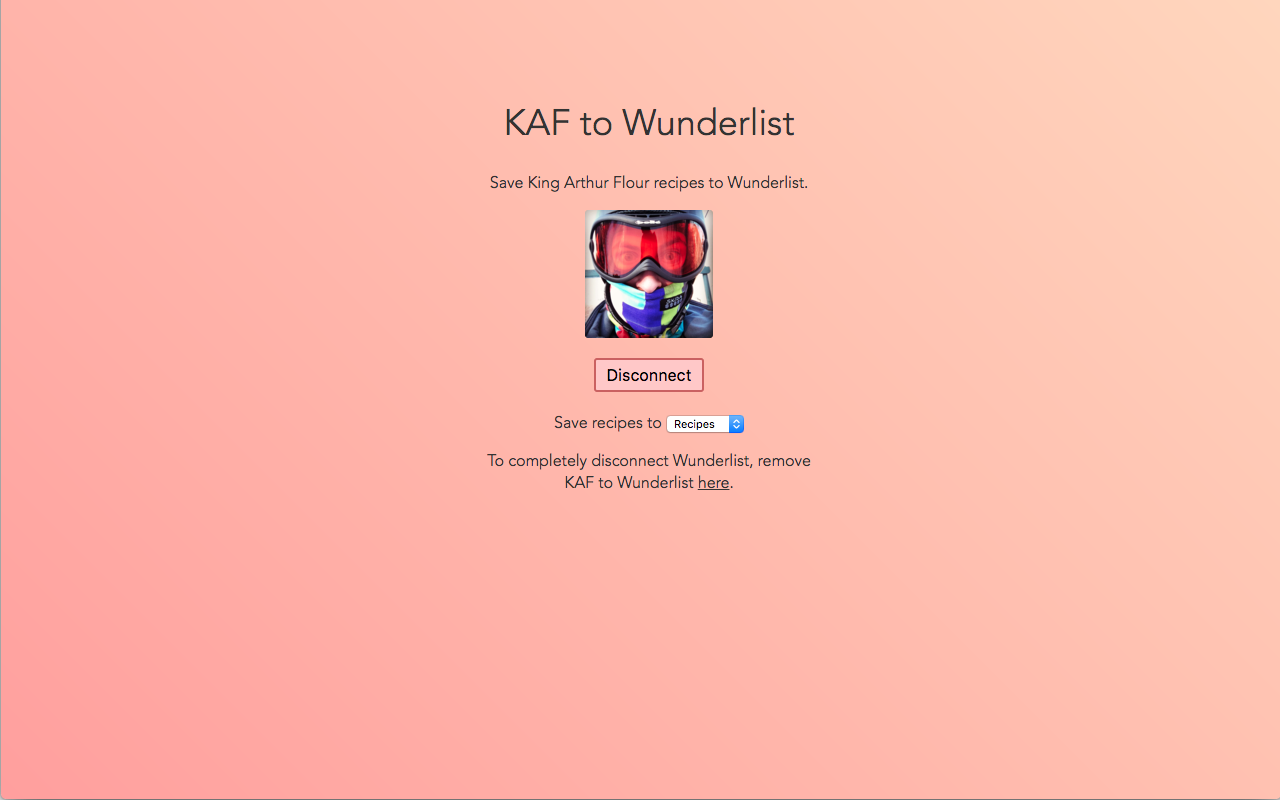 KAF to Wunderlist
Save King Arthur Flour recipes to Wunderlist.
Disconnect
Save recipes to Recipes
To completely disconnect Wunderlist, remove
KAF to Wunderlist here.